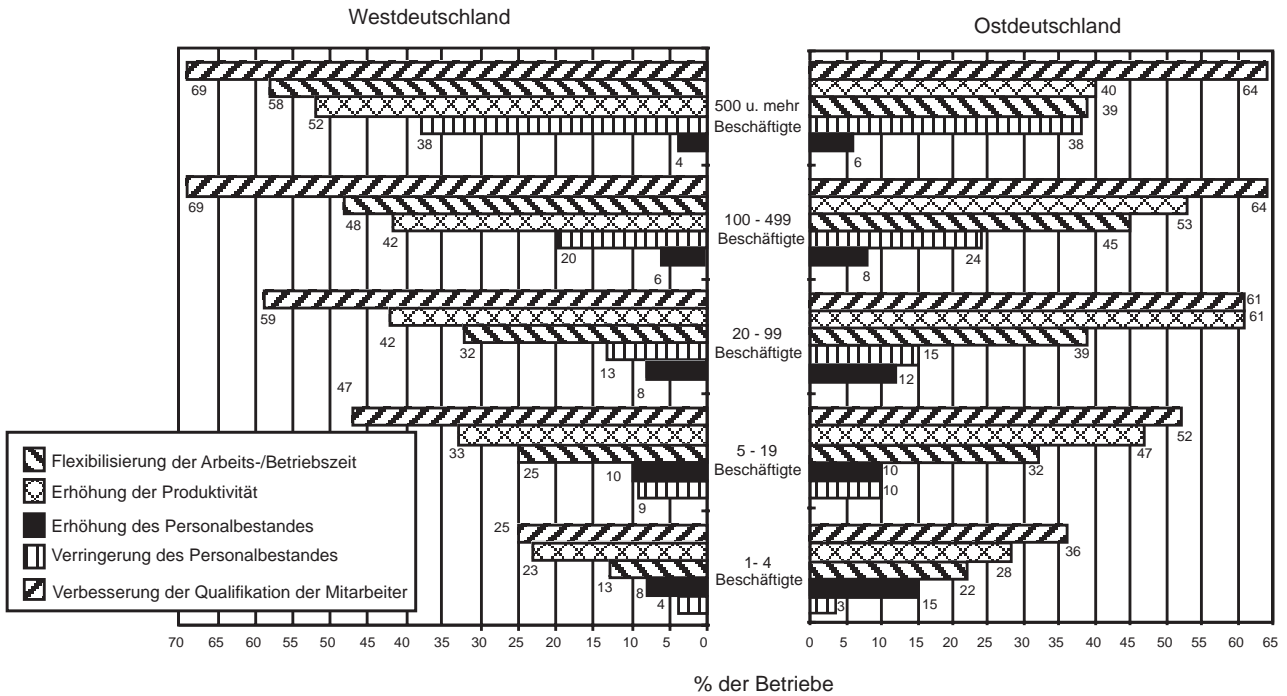 Westdeutschland
Ostdeutschland
69
58
52
38
4
500 u. mehr
Beschäftigte
40
39
64
38
6
69
48
42
20
6
100 - 499
Beschäftigte
64
53
45
24
8
59
42
32
13
8
20 - 99
Beschäftigte
61
61
39
15
12
47
33
25
10
9
5 - 19
Beschäftigte
52
47
32
10
10
25
23
13
8
4
1- 4
Beschäftigte
36
28
22
15
3
Flexibilisierung der Arbeits-/Betriebszeit
Erhöhung der Produktivität
Erhöhung des Personalbestandes
Verringerung des Personalbestandes
Verbesserung der Qualifikation der Mitarbeiter
70 65 60 55 50 45 40 35 30 25 20 15 10 5 0
0 5 10 15 20 25 30 35 40 45 50 55 60 65
% der Betriebe